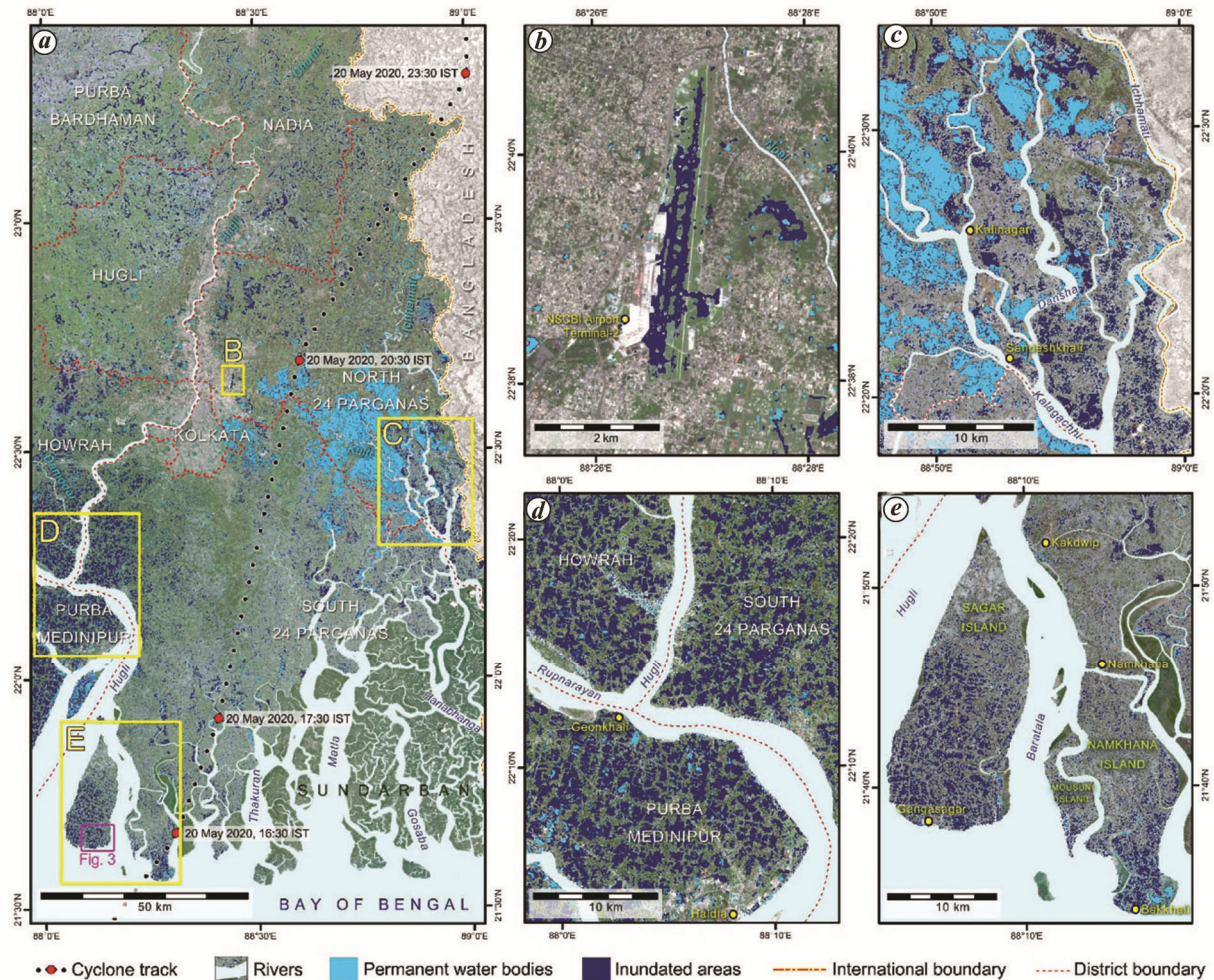 a
88°0'E
88°30'E
89°0'E
20 May 2020, 23:30 IST
PURBA
BARDHAMAN
NADIA
BANGLADESH
23°0'N
23°0'N
HUGLI
Ichhamati
B
20 May 2020, 20:30 IST
NORTH
24 PARGANAS
KOLKATA
HOWRAH
22°30'N
22°30'N
C
D
PURBA
MEDINIPUR
SOUTH
24 PARGANAS
Hugli
22°0'N
22°0'N
20 May 2020, 17:30 IST
E
Thakuran
Matla
SUNDARBAN
Gosaba
20 May 2020, 16:30 IST
Fig. 3
50 km
BAY OF BENGAL
21°30'N
21°30'N
88°0'E
88°30'E
89°0'E
b
88°26'E
88°28'E
22°40'N
22°40'N
Noai
NSCBI Airport
Terminal-2
22°38'N
22°38'N
2 km
88°26'E
88°28'E
c
88°50'E
89°0'E
22°30'N
22°30'N
Ichhamati
Kalinagar
Dansha
Sandeshkhali
Kalagachhi
22°20'N
22°20'N
10 km
88°50'E
89°0'E
d
88°0'E
88°10'E
22°20'N
22°20'N
HOWRAH
SOUTH
24 PARGANAS
Rupnarayan
Hugli
Geonkhali
22°10'N
22°10'N
PURBA
MEDINIPUR
Haldia
10 km
88°0'E
88°10'E
e
88°10'E
Kakdwip
21°50'N
21°50'N
Hugli
SAGAR
ISLAND
Namkhana
Baratala
NAMKHANA
ISLAND
MOUSUNI
ISLAND
21°40'N
21°40'N
Gangasagar
Bakkhali
10 km
88°10'E
Cyclone track
Rivers
Permanent water bodies
Inundated areas
International boundary
District boundary